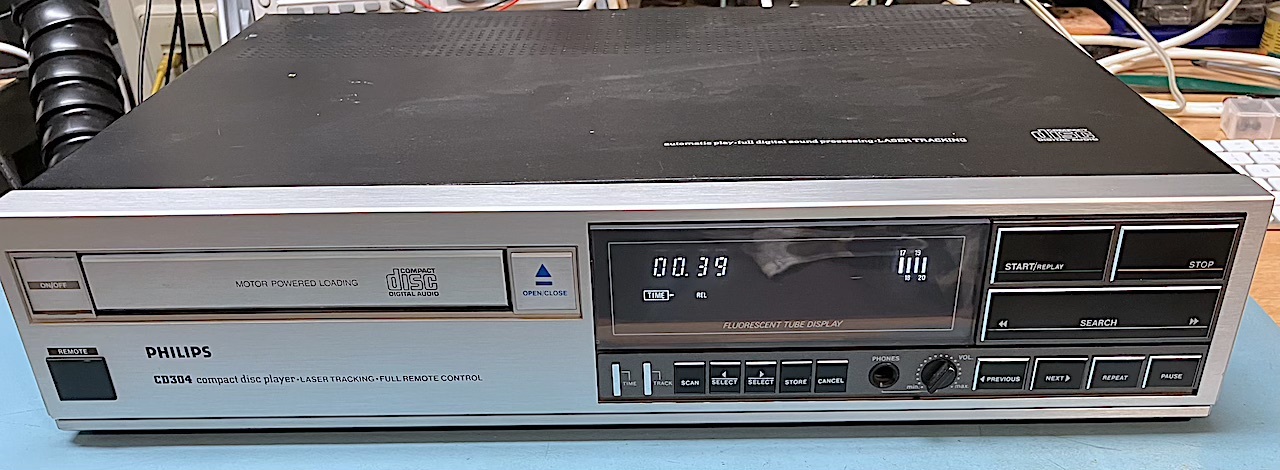 automatic play·full digital sound processing·LASER TRACKING
disc
DIGITAL AUDIO
ON/OFF
MOTOR POWERED LOADING
COMPACT
disc
DIGITAL AUDIO
OPEN/CLOSE
00.39
17 19
18 20
TIME
REL
FLUORESCENT TUBE DISPLAY
START/REPLAY
STOP
SEARCH
REMOTE
PHILIPS
CD304 compact disc player·LASER TRACKING·FULL REMOTE CONTROL
TIME
TRACK
SCAN
SELECT
SELECT
STORE
CANCEL
PHONES
VOL.
min.
max.
PREVIOUS
NEXT
REPEAT
PAUSE